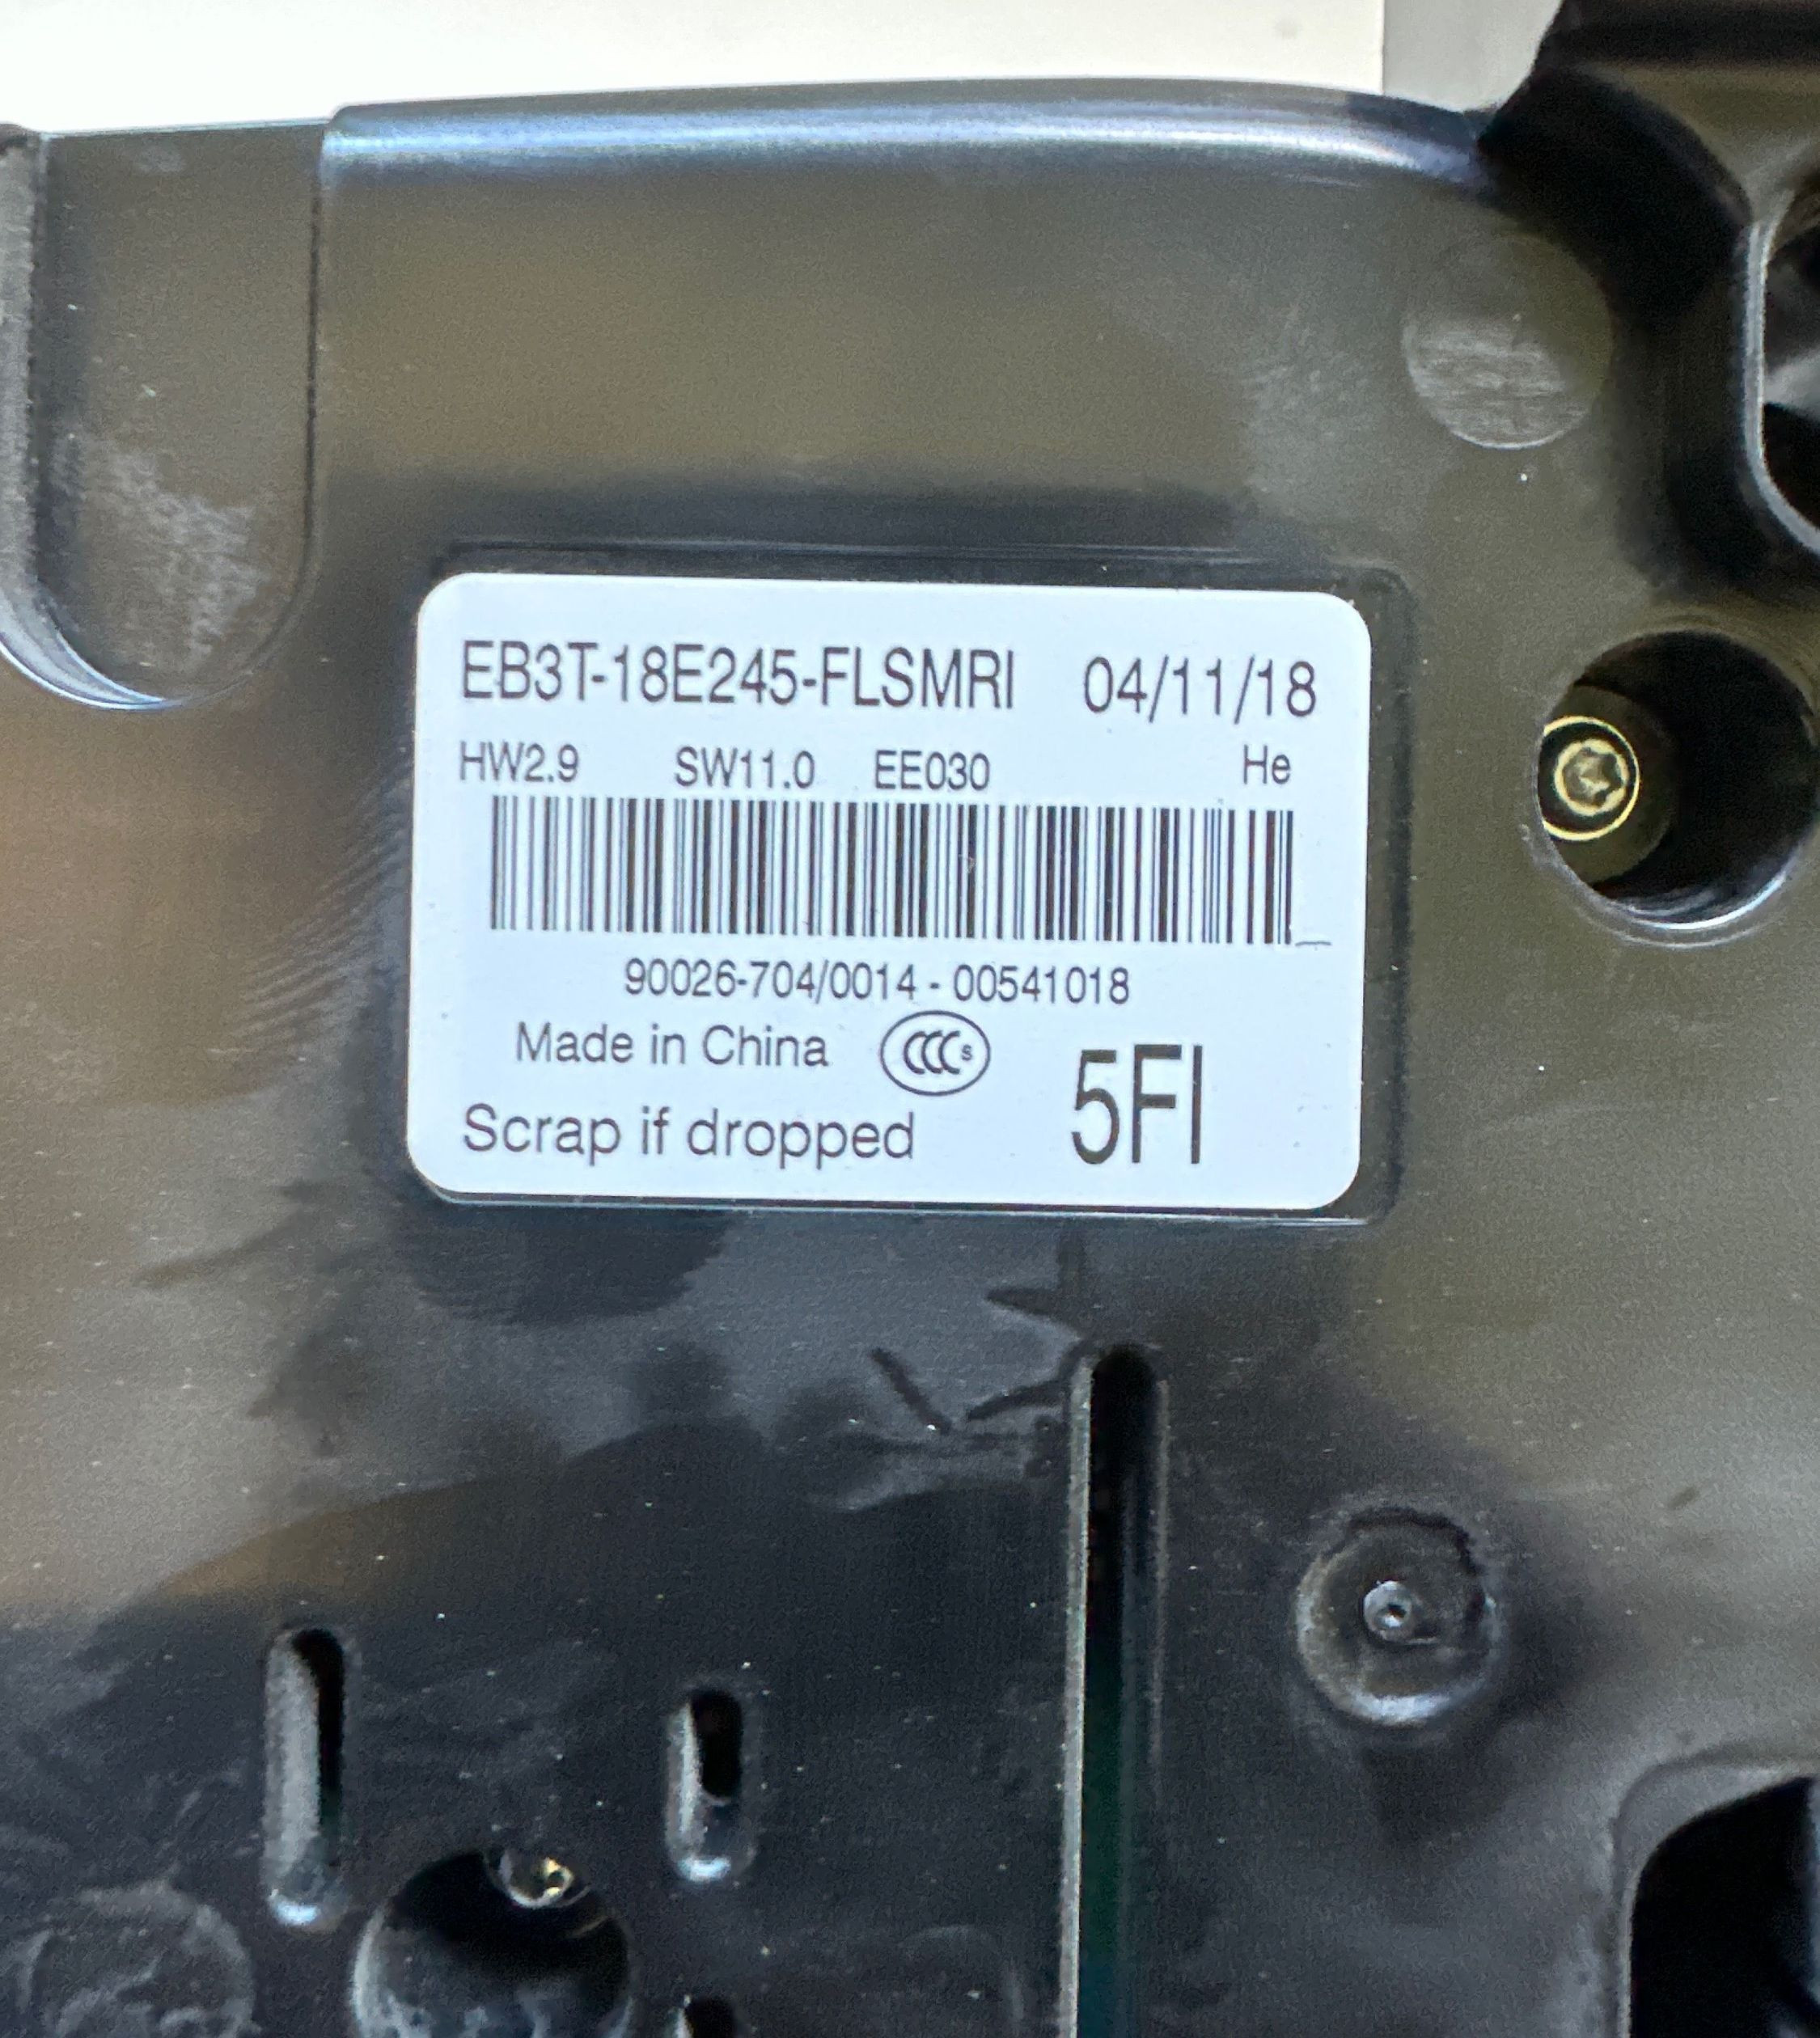 EB3T-18E245-FLSMRI 04/11/18
HW2.9 SW11.0 EE030 He
90026-704/0014 - 00541018
Made in China CCC S 5FI
Scrap if dropped